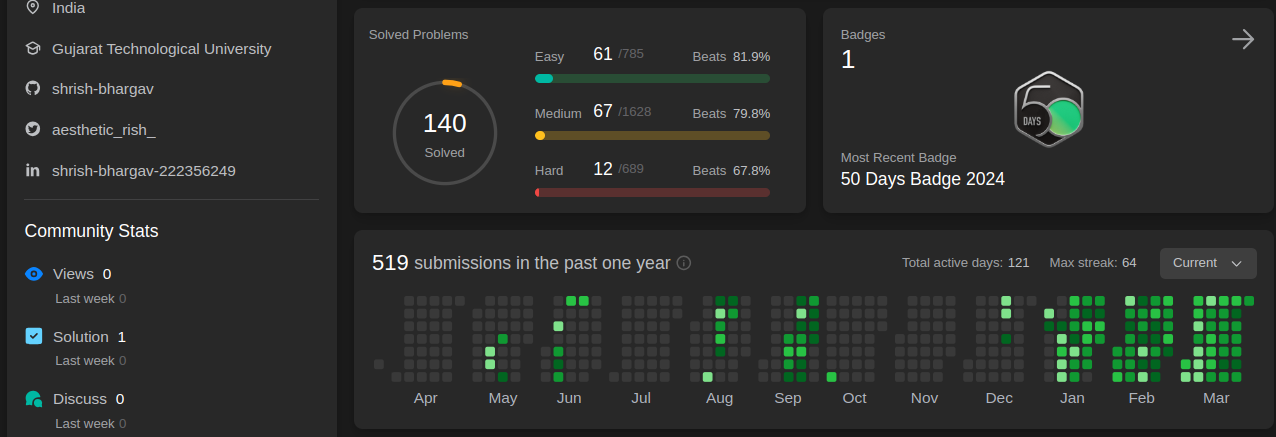 India
Gujarat Technological University
shrish-bhargav
aesthetic_rish_
shrish-bhargav-222356249
Community Stats
Views 0
Last week 0
Solution 1
Last week 0
Discuss 0
Last week 0
Solved Problems
140
Solved
Easy 61 /785 Beats 81.9%
Medium 67 /1628 Beats 79.8%
Hard 12 /689 Beats 67.8%
Badges
1
50
DAYS
Most Recent Badge
50 Days Badge 2024
519 submissions in the past one year Total active days: 121 Max streak: 64 Current
Apr May Jun Jul Aug Sep Oct Nov Dec Jan Feb Mar